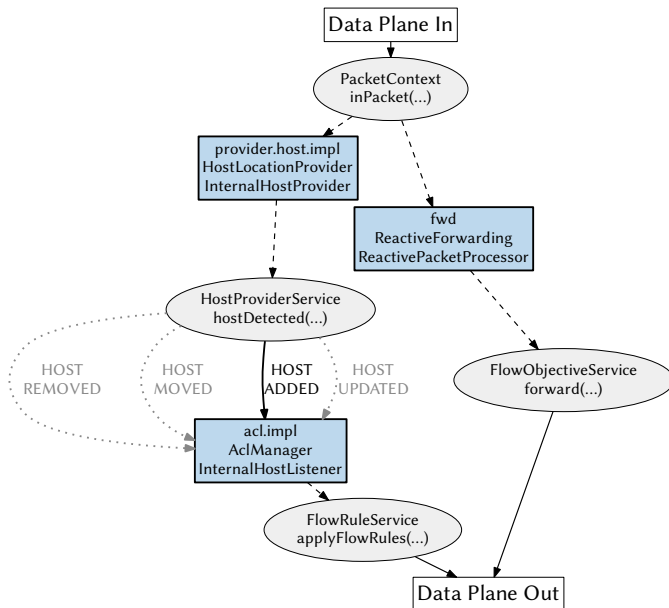 Data Plane In
PacketContext
inPacket(...)
provider.host.impl
HostLocationProvider
InternalHostProvider
fwd
ReactiveForwarding
ReactivePacketProcessor
HostProviderService
hostDetected(...)
HOST
REMOVED
HOST
MOVED
HOST
ADDED
HOST
UPDATED
FlowObjectiveService
forward(...)
acl.impl
AclManager
InternalHostListener
FlowRuleService
applyFlowRules(...)
Data Plane Out